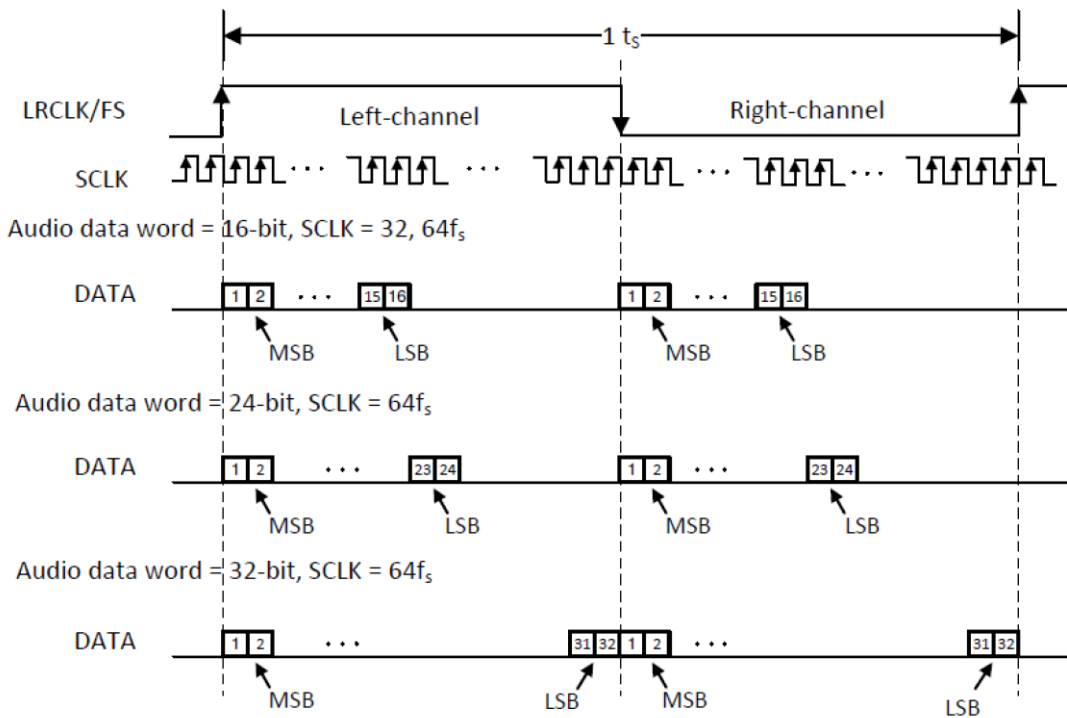 1 tS
LRCLK/FS
Left-channel
Right-channel
SCLK
Audio data word = 16-bit, SCLK = 32, 64fs
DATA
1 2 15 16 1 2 15 16
MSB LSB MSB LSB
Audio data word = 24-bit, SCLK = 64fs
DATA
1 2 23 24 1 2 23 24
MSB LSB MSB LSB
Audio data word = 32-bit, SCLK = 64fs
DATA
1 2 31 32 1 2 31 32
MSB LSB MSB LSB